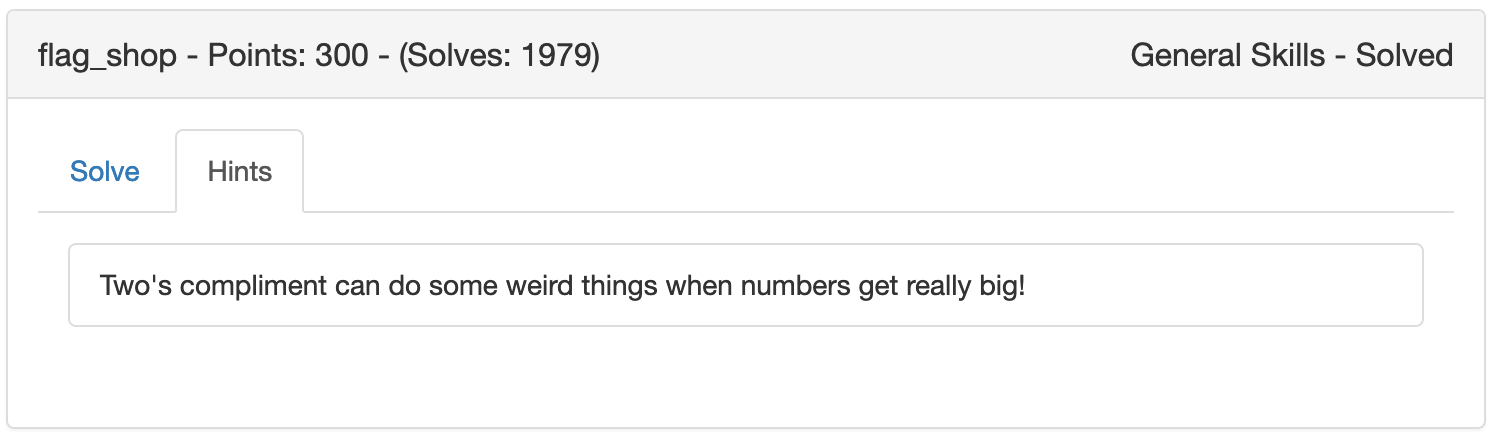 flag_shop - Points: 300 - (Solves: 1979)
General Skills - Solved
Solve
Hints
Two's compliment can do some weird things when numbers get really big!